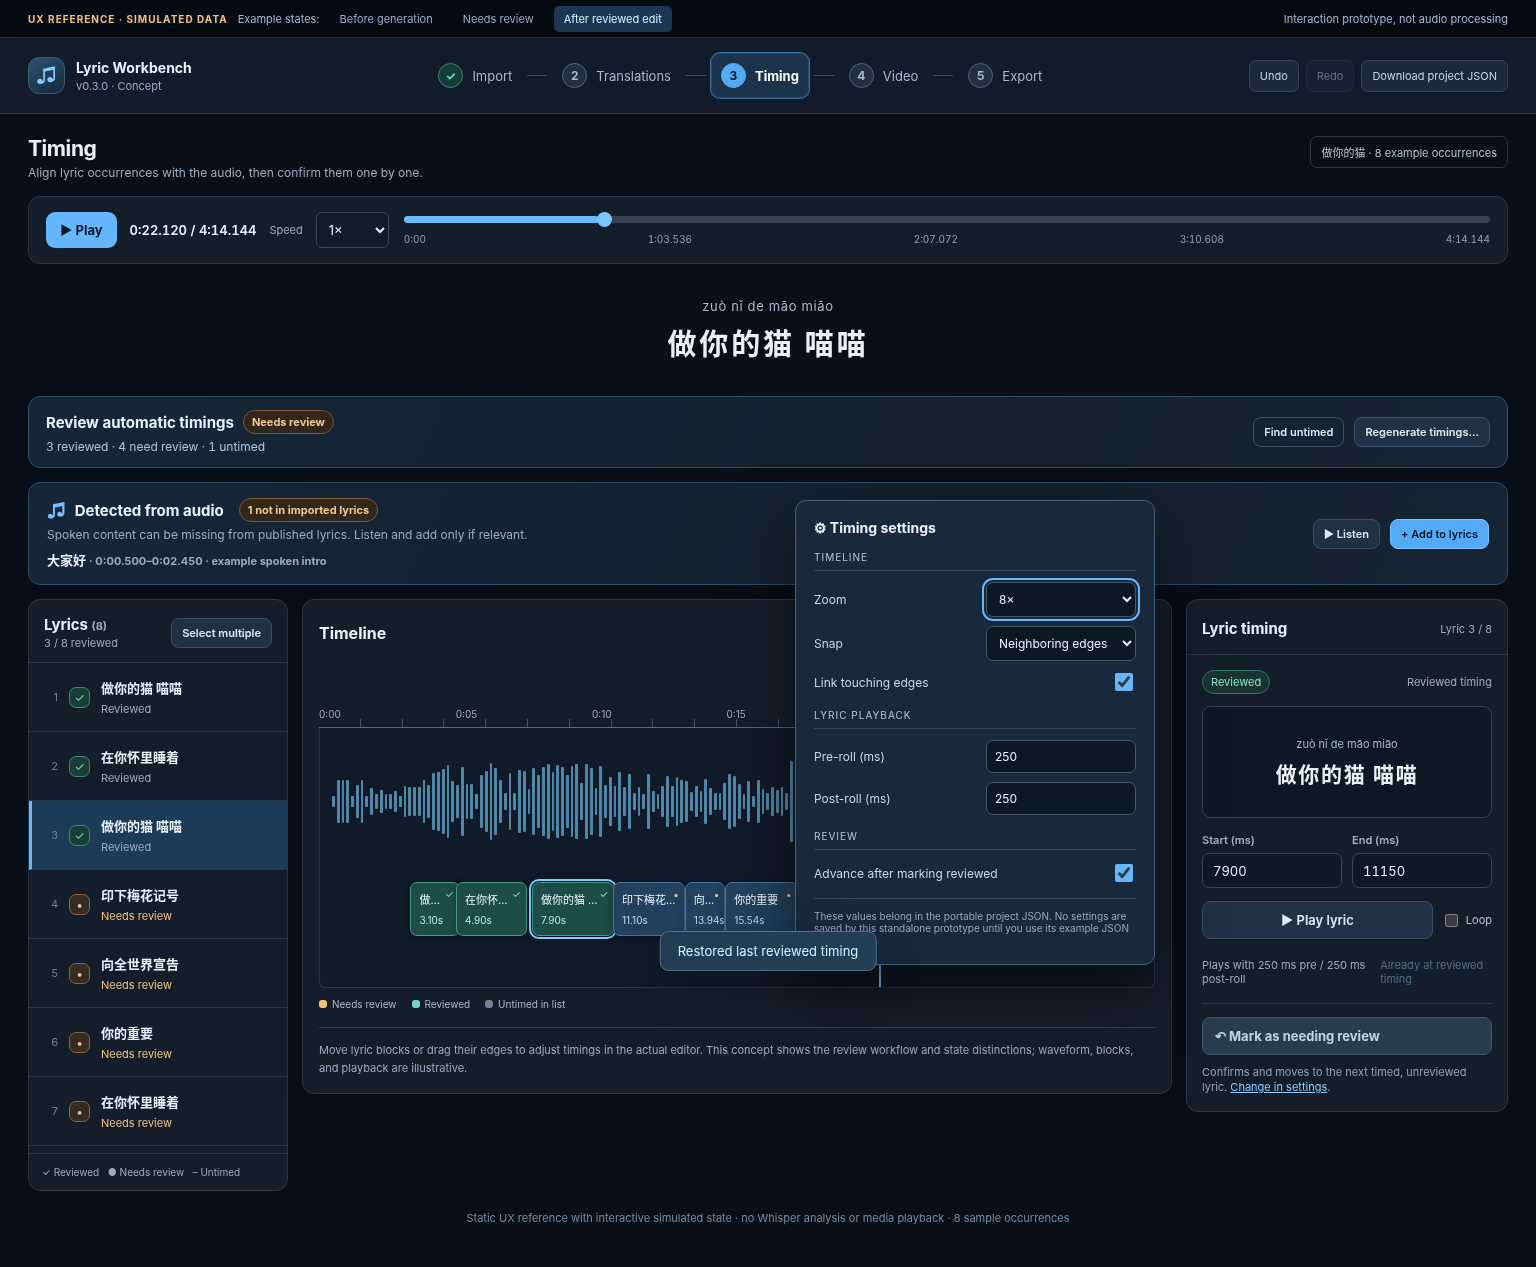 UX REFERENCE · SIMULATED DATA Example states: Before generation Needs review After reviewed edit Interaction prototype, not audio processing
Lyric Workbench
v0.3.0 · Concept
✓ Import 2 Translations 3 Timing 4 Video 5 Export
Undo Redo Download project JSON
Timing
Align lyric occurrences with the audio, then confirm them one by one.
做你的猫 · 8 example occurrences
▶ Play 0:22.120 / 4:14.144 Speed 1×
0:00 1:03.536 2:07.072 3:10.608 4:14.144
zuò nǐ de māo miāo
做你的猫 喵喵
Review automatic timings Needs review
3 reviewed · 4 need review · 1 untimed
Find untimed Regenerate timings...
Detected from audio 1 not in imported lyrics
Spoken content can be missing from published lyrics. Listen and add only if relevant.
大家好 · 0:00.500–0:02.450 · example spoken intro
▶ Listen + Add to lyrics
Lyrics (8)
3 / 8 reviewed
Select multiple
1 ✓ 做你的猫 喵喵
Reviewed
2 ✓ 在你怀里睡着
Reviewed
3 ✓ 做你的猫 喵喵
Reviewed
4 印下梅花记号
Needs review
5 向全世界宣告
Needs review
6 你的重要
Needs review
7 在你怀里睡着
Needs review
✓ Reviewed ● Needs review – Untimed
Timeline
0:00 0:05 0:10 0:15
做... ✓ 在你怀... ✓ 做你的猫 ... ✓ 印下梅花... 向... 你的重要
3.10s 4.90s 7.90s 11.10s 13.94s 15.54s
Needs review Reviewed Untimed in list
Move lyric blocks or drag their edges to adjust timings in the actual editor. This concept shows the review workflow and state distinctions; waveform, blocks,
and playback are illustrative.
⚙ Timing settings
TIMELINE
Zoom 8×
Snap Neighboring edges
Link touching edges
LYRIC PLAYBACK
Pre-roll (ms) 250
Post-roll (ms) 250
REVIEW
Advance after marking reviewed
These values belong in the portable project JSON. No settings are
saved by this standalone prototype until you use its example JSON
Restored last reviewed timing
Lyric timing Lyric 3 / 8
Reviewed Reviewed timing
zuò nǐ de māo miāo
做你的猫 喵喵
Start (ms) End (ms)
7900 11150
▶ Play lyric Loop
Plays with 250 ms pre / 250 ms
post-roll
Already at reviewed
timing
↶ Mark as needing review
Confirms and moves to the next timed, unreviewed
lyric. Change in settings.
Static UX reference with interactive simulated state · no Whisper analysis or media playback · 8 sample occurrences